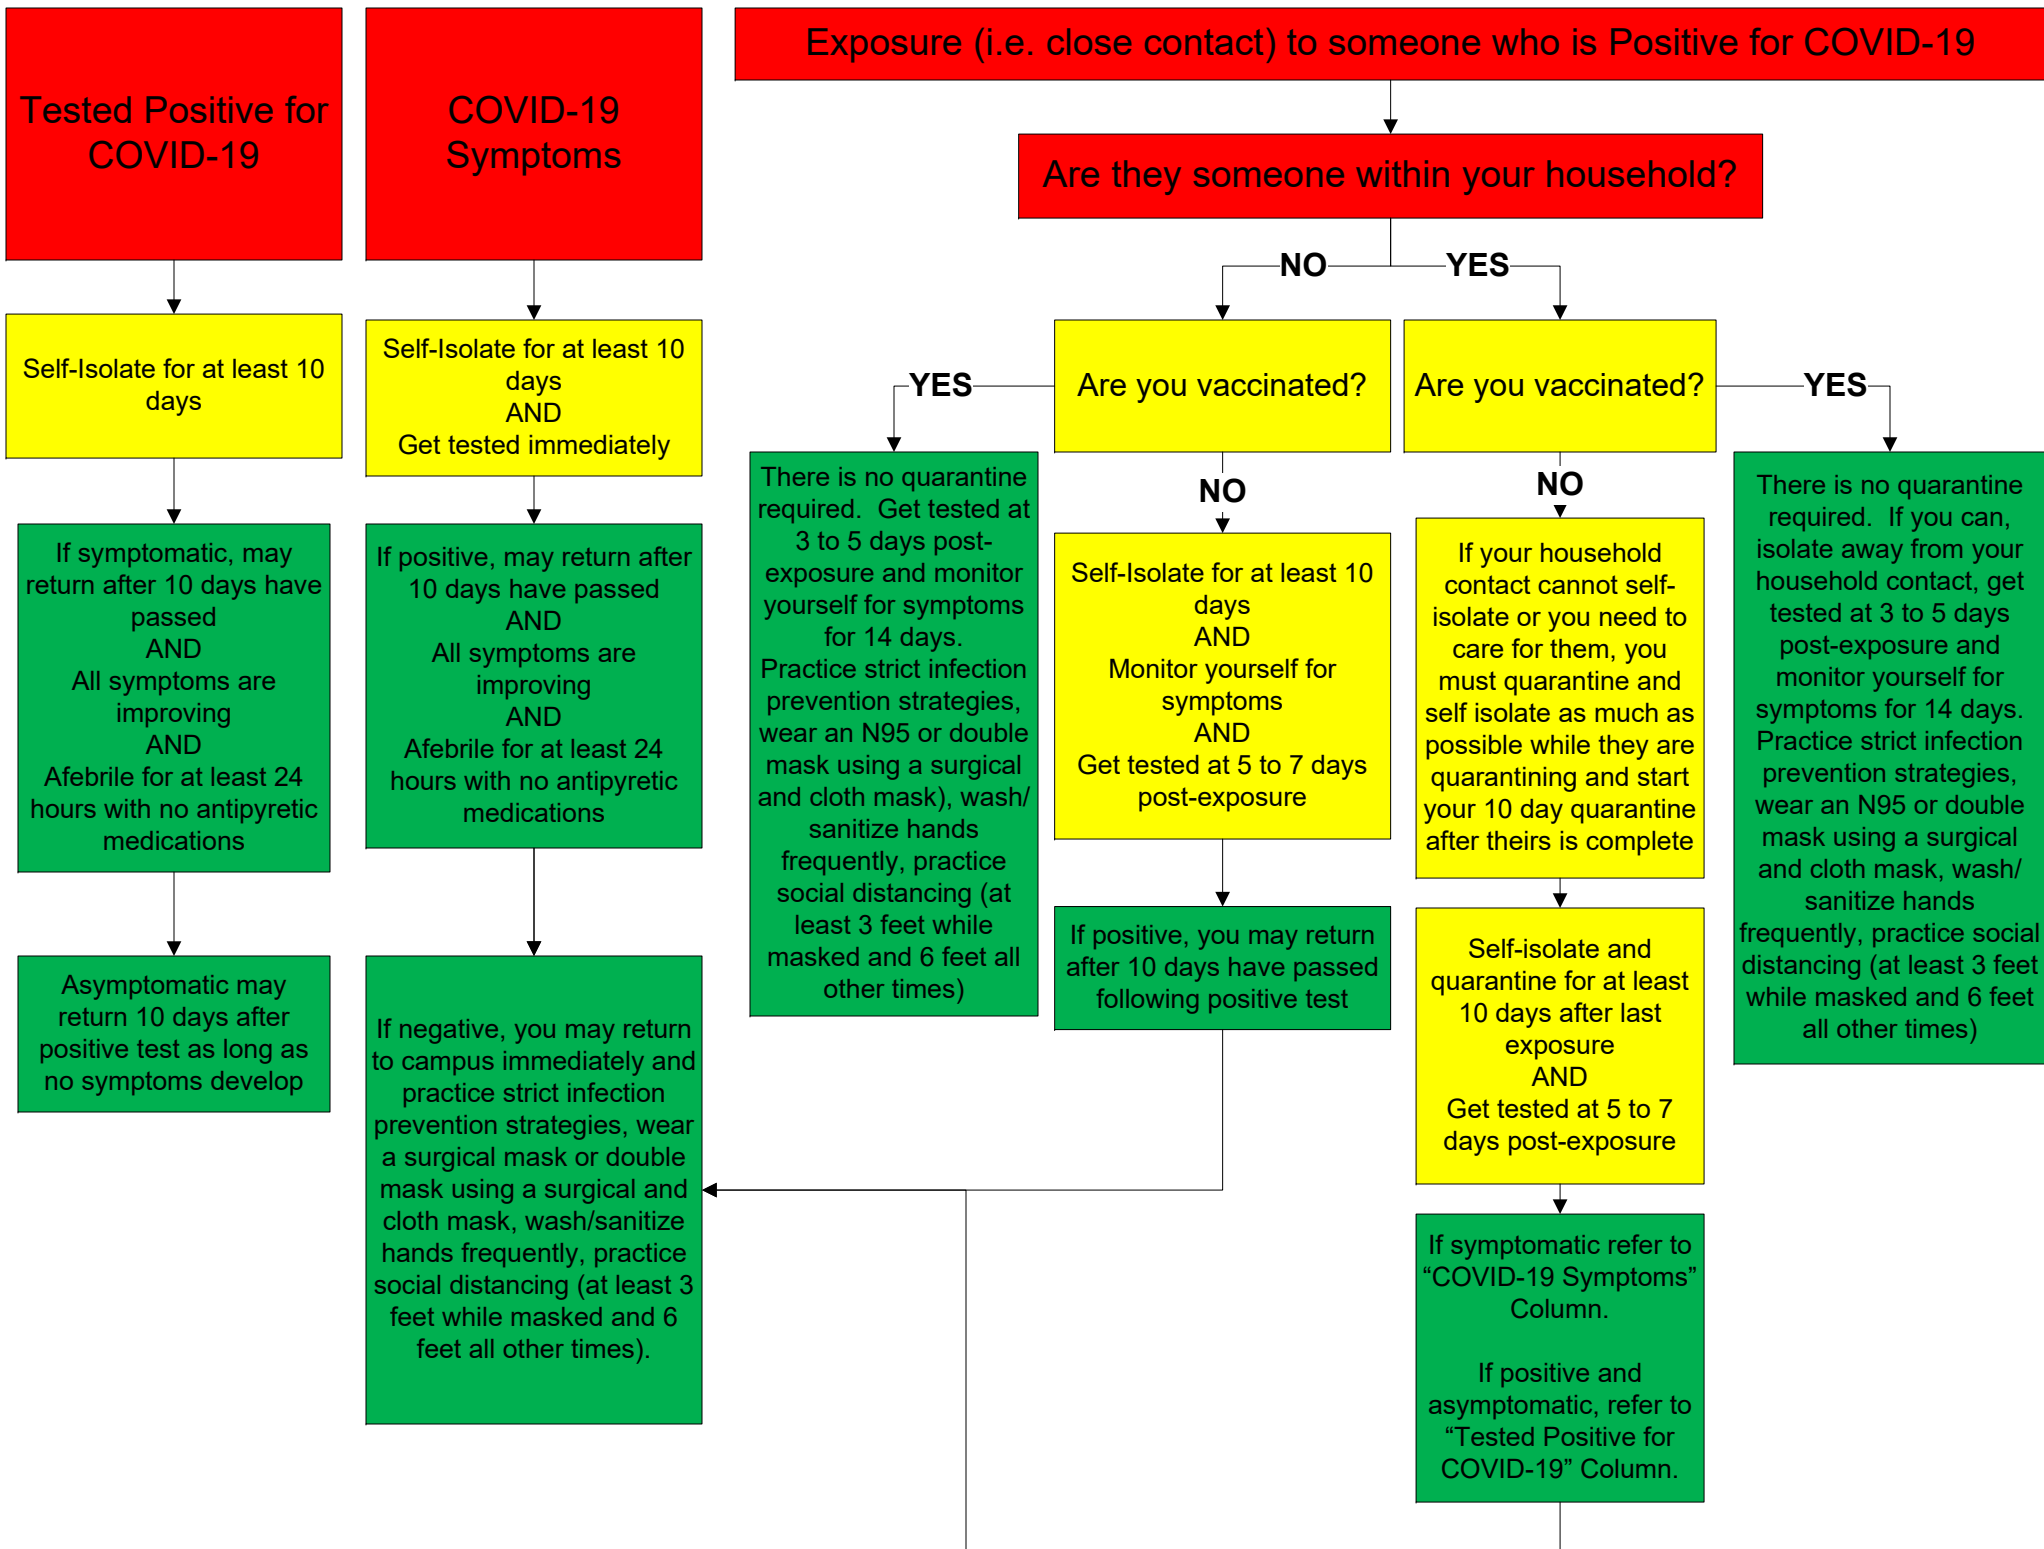 Tested Positive for
COVID-19
Self-Isolate for at least 10
days
If symptomatic, may
return after 10 days have
passed
AND
All symptoms are
improving
AND
Afebrile for at least 24
hours with no antipyretic
medications
Asymptomatic may
return 10 days after
positive test as long as
no symptoms develop
COVID-19
Symptoms
Self-Isolate for at least 10
days
AND
Get tested immediately
If positive, may return after
10 days have passed
AND
All symptoms are
improving
AND
Afebrile for at least 24
hours with no antipyretic
medications
If negative, you may return
to campus immediately and
practice strict infection
prevention strategies, wear
a surgical mask or double
mask using a surgical and
cloth mask, wash/sanitize
hands frequently, practice
social distancing (at least 3
feet while masked and 6
feet all other times).
Exposure (i.e. close contact) to someone who is Positive for COVID-19
Are they someone within your household?
NO
YES
Are you vaccinated?
YES
There is no quarantine
required.  Get tested at
3 to 5 days post-
exposure and monitor
yourself for symptoms
for 14 days.
Practice strict infection
prevention strategies,
wear an N95 or double
mask using a surgical
and cloth mask), wash/
sanitize hands
frequently, practice
social distancing (at
least 3 feet while
masked and 6 feet all
other times)
NO
Self-Isolate for at least 10
days
AND
Monitor yourself for
symptoms
AND
Get tested at 5 to 7 days
post-exposure
If positive, you may return
after 10 days have passed
following positive test
Are you vaccinated?
NO
If your household
contact cannot self-
isolate or you need to
care for them, you
must quarantine and
self isolate as much as
possible while they are
quarantining and start
your 10 day quarantine
after theirs is complete
Self-isolate and
quarantine for at least
10 days after last
exposure
AND
Get tested at 5 to 7
days post-exposure
If symptomatic refer to
“COVID-19 Symptoms”
Column.
If positive and
asymptomatic, refer to
“Tested Positive for
COVID-19” Column.
YES
There is no quarantine
required.  If you can,
isolate away from your
household contact, get
tested at 3 to 5 days
post-exposure and
monitor yourself for
symptoms for 14 days.
Practice strict infection
prevention strategies,
wear an N95 or double
mask using a surgical
and cloth mask, wash/
sanitize hands
frequently, practice social
distancing (at least 3 feet
while masked and 6 feet
all other times)